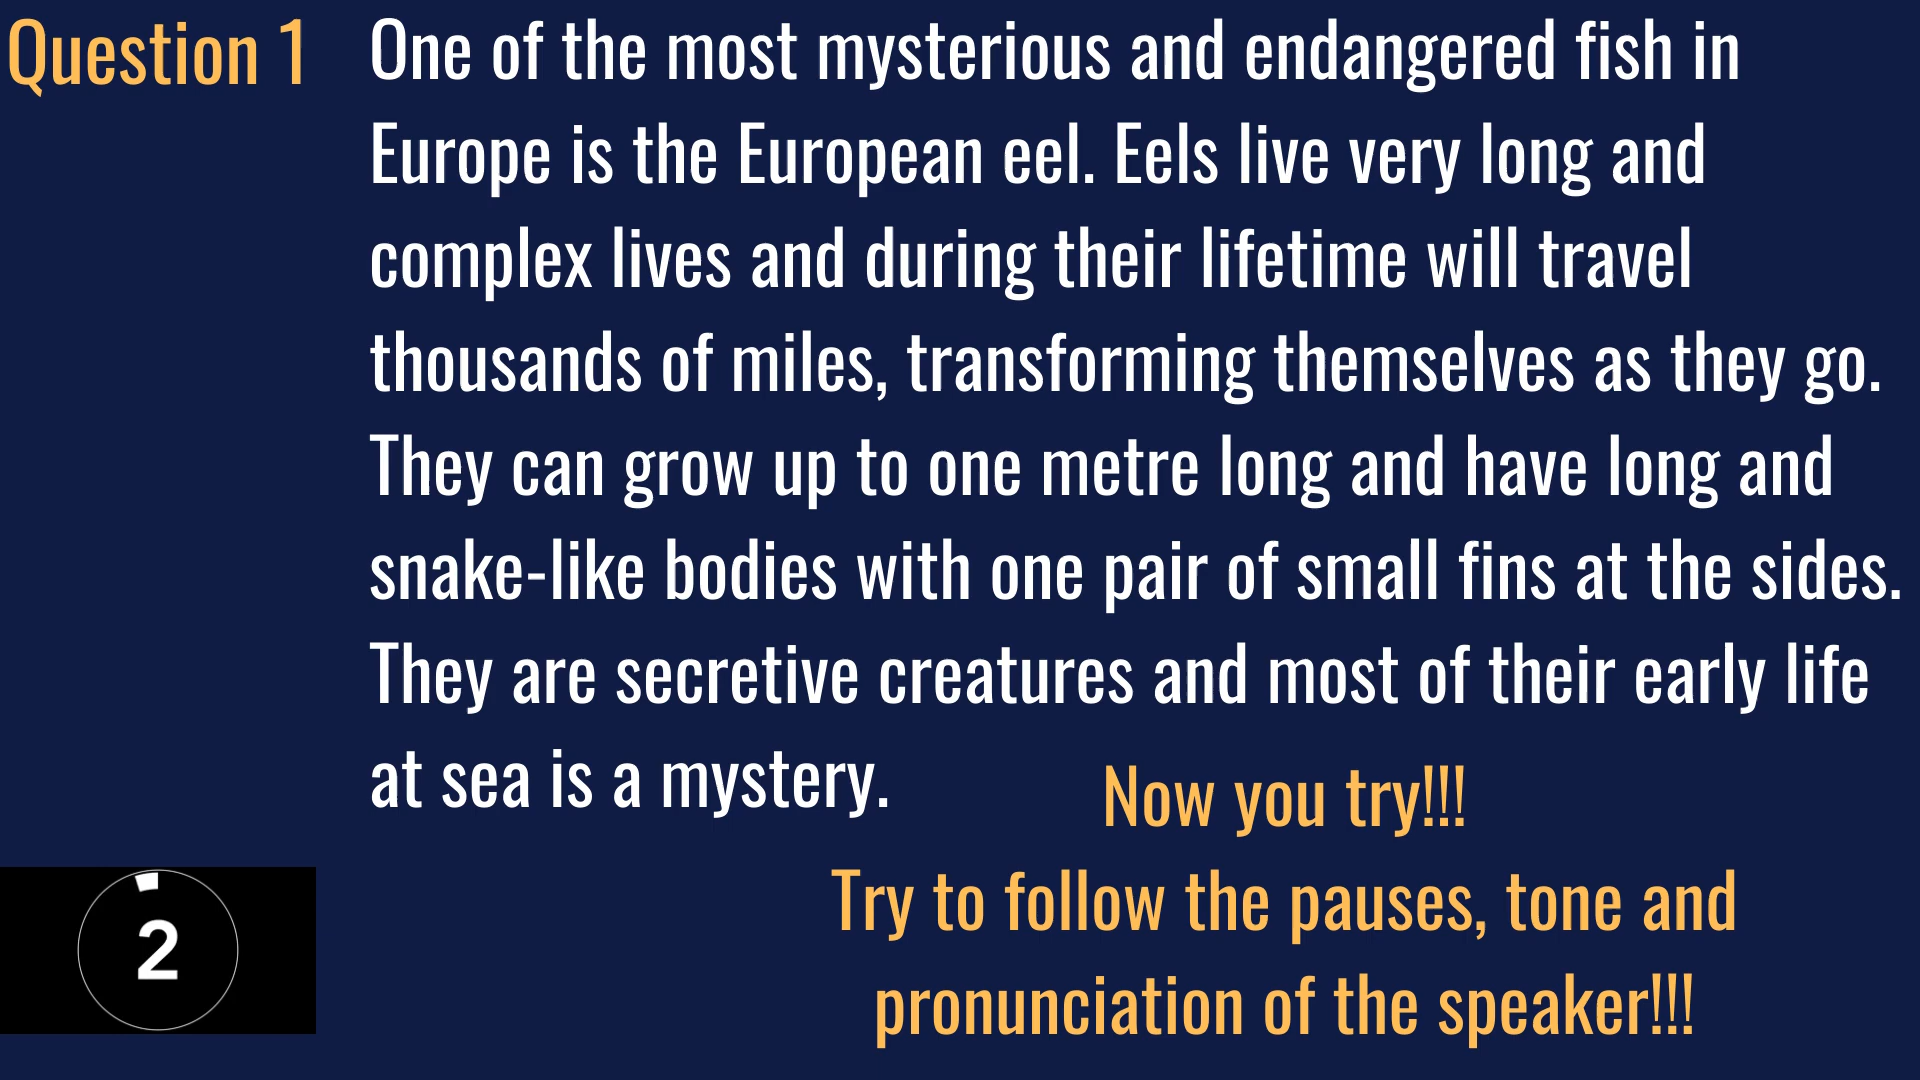 Question 1
One of the most mysterious and endangered fish in
Europe is the European eel. Eels live very long and
complex lives and during their lifetime will travel
thousands of miles, transforming themselves as they go.
They can grow up to one metre long and have long and
snake-like bodies with one pair of small fins at the sides.
They are secretive creatures and most of their early life
at sea is a mystery.
Now you try!!!
Try to follow the pauses, tone and
pronunciation of the speaker!!!
2